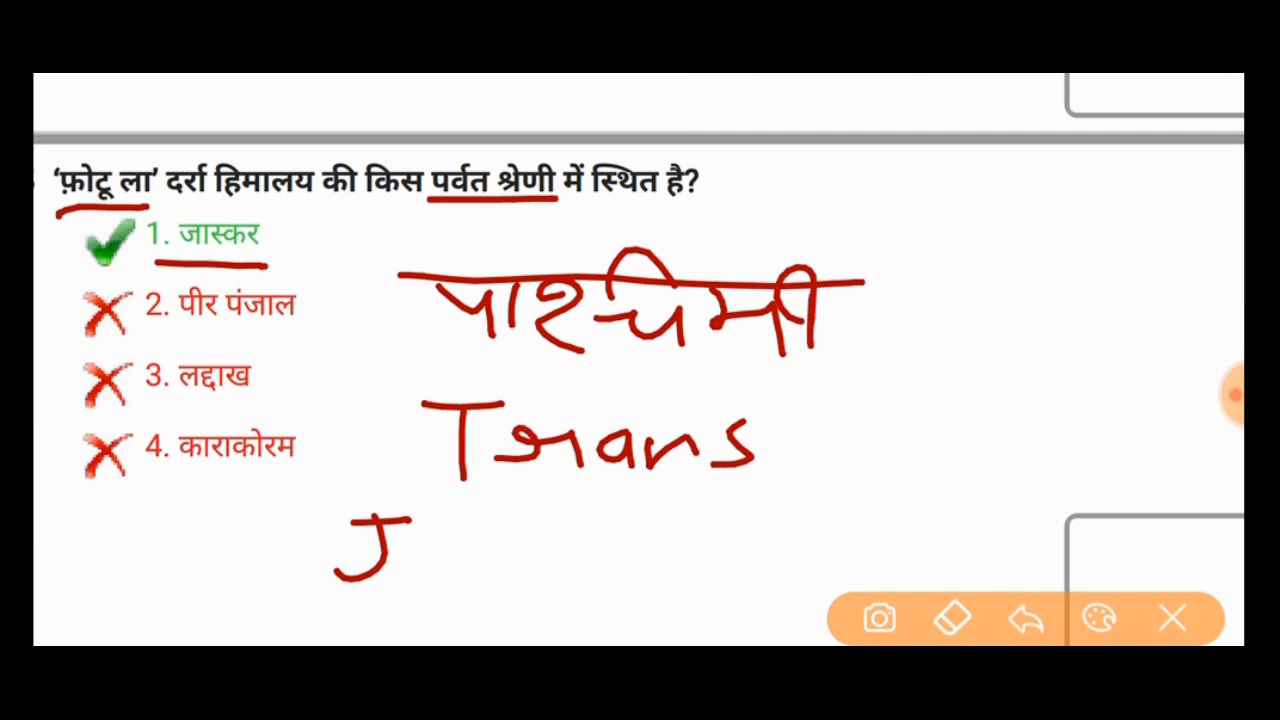 ‘फ़ोटू ला’ दर्रा हिमालय की किस पर्वत श्रेणी में स्थित है?
1. जास्कर
2. पीर पंजाल
3. लद्दाख
4. काराकोरम
पाश्चिमी
Trans
J